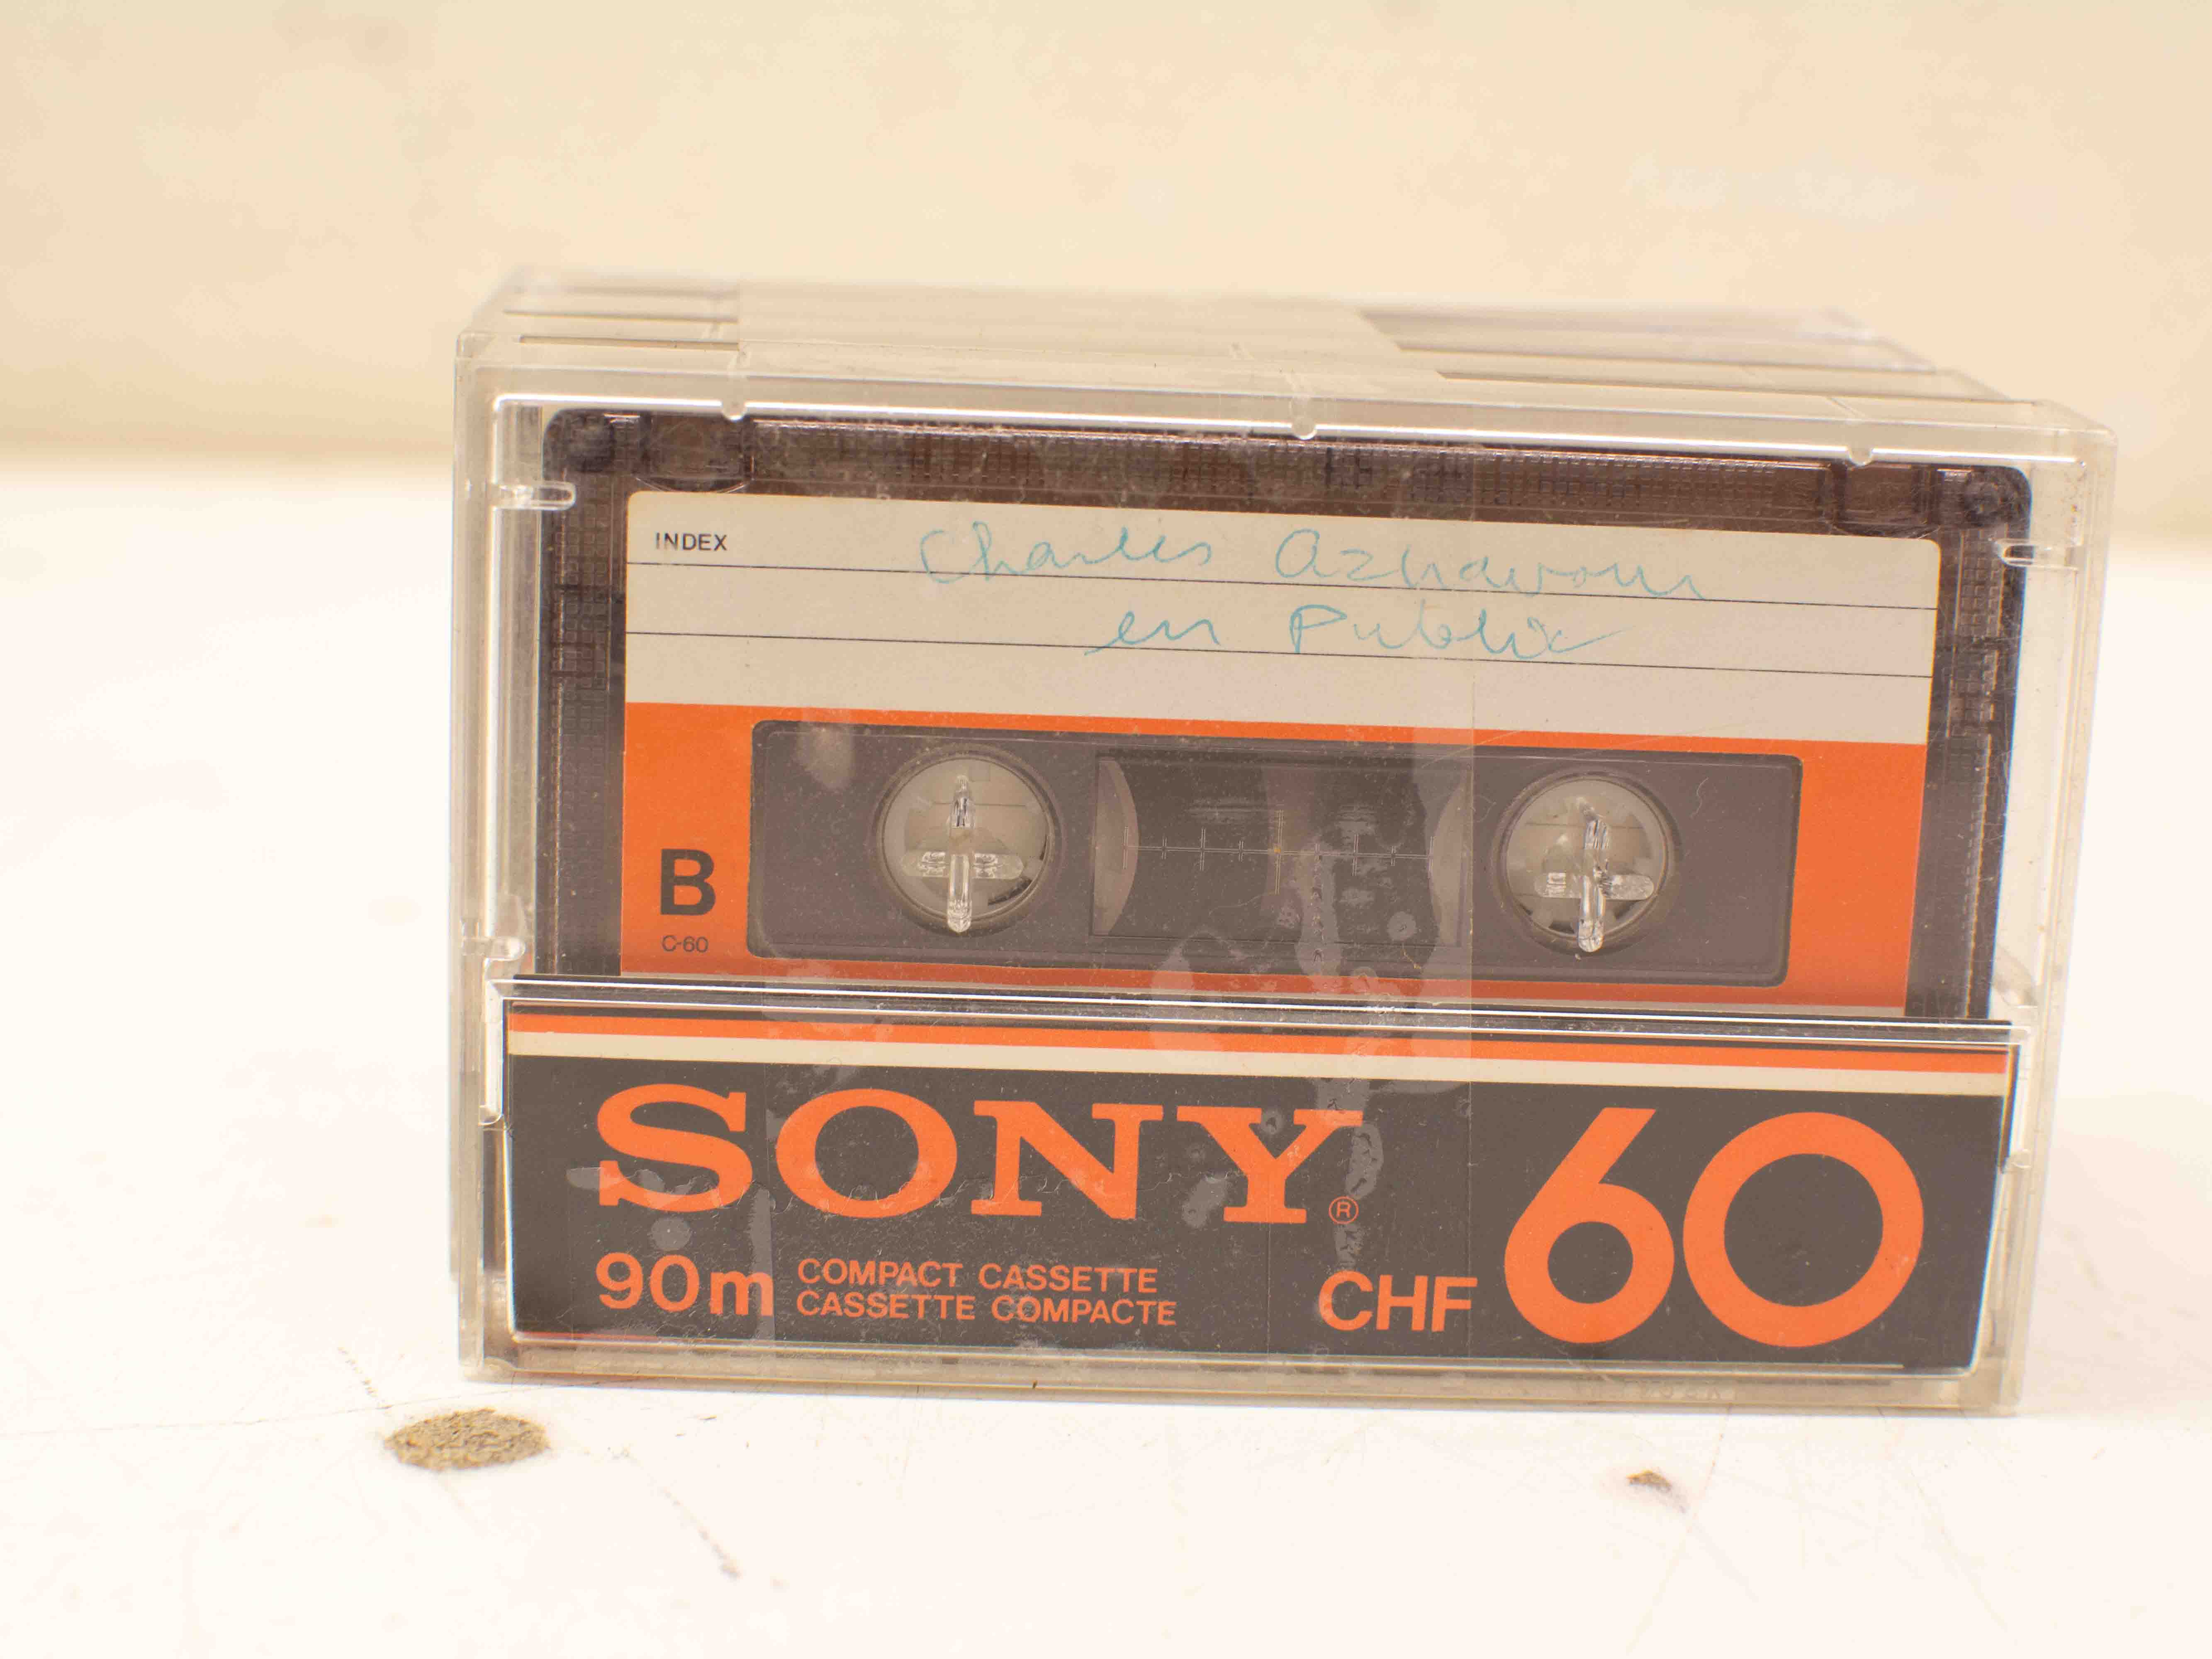 INDEX
Charles Aznavour
en Public
B
C-60
SONY®
90m
COMPACT CASSETTE
CASSETTE COMPACTE
CHF 60